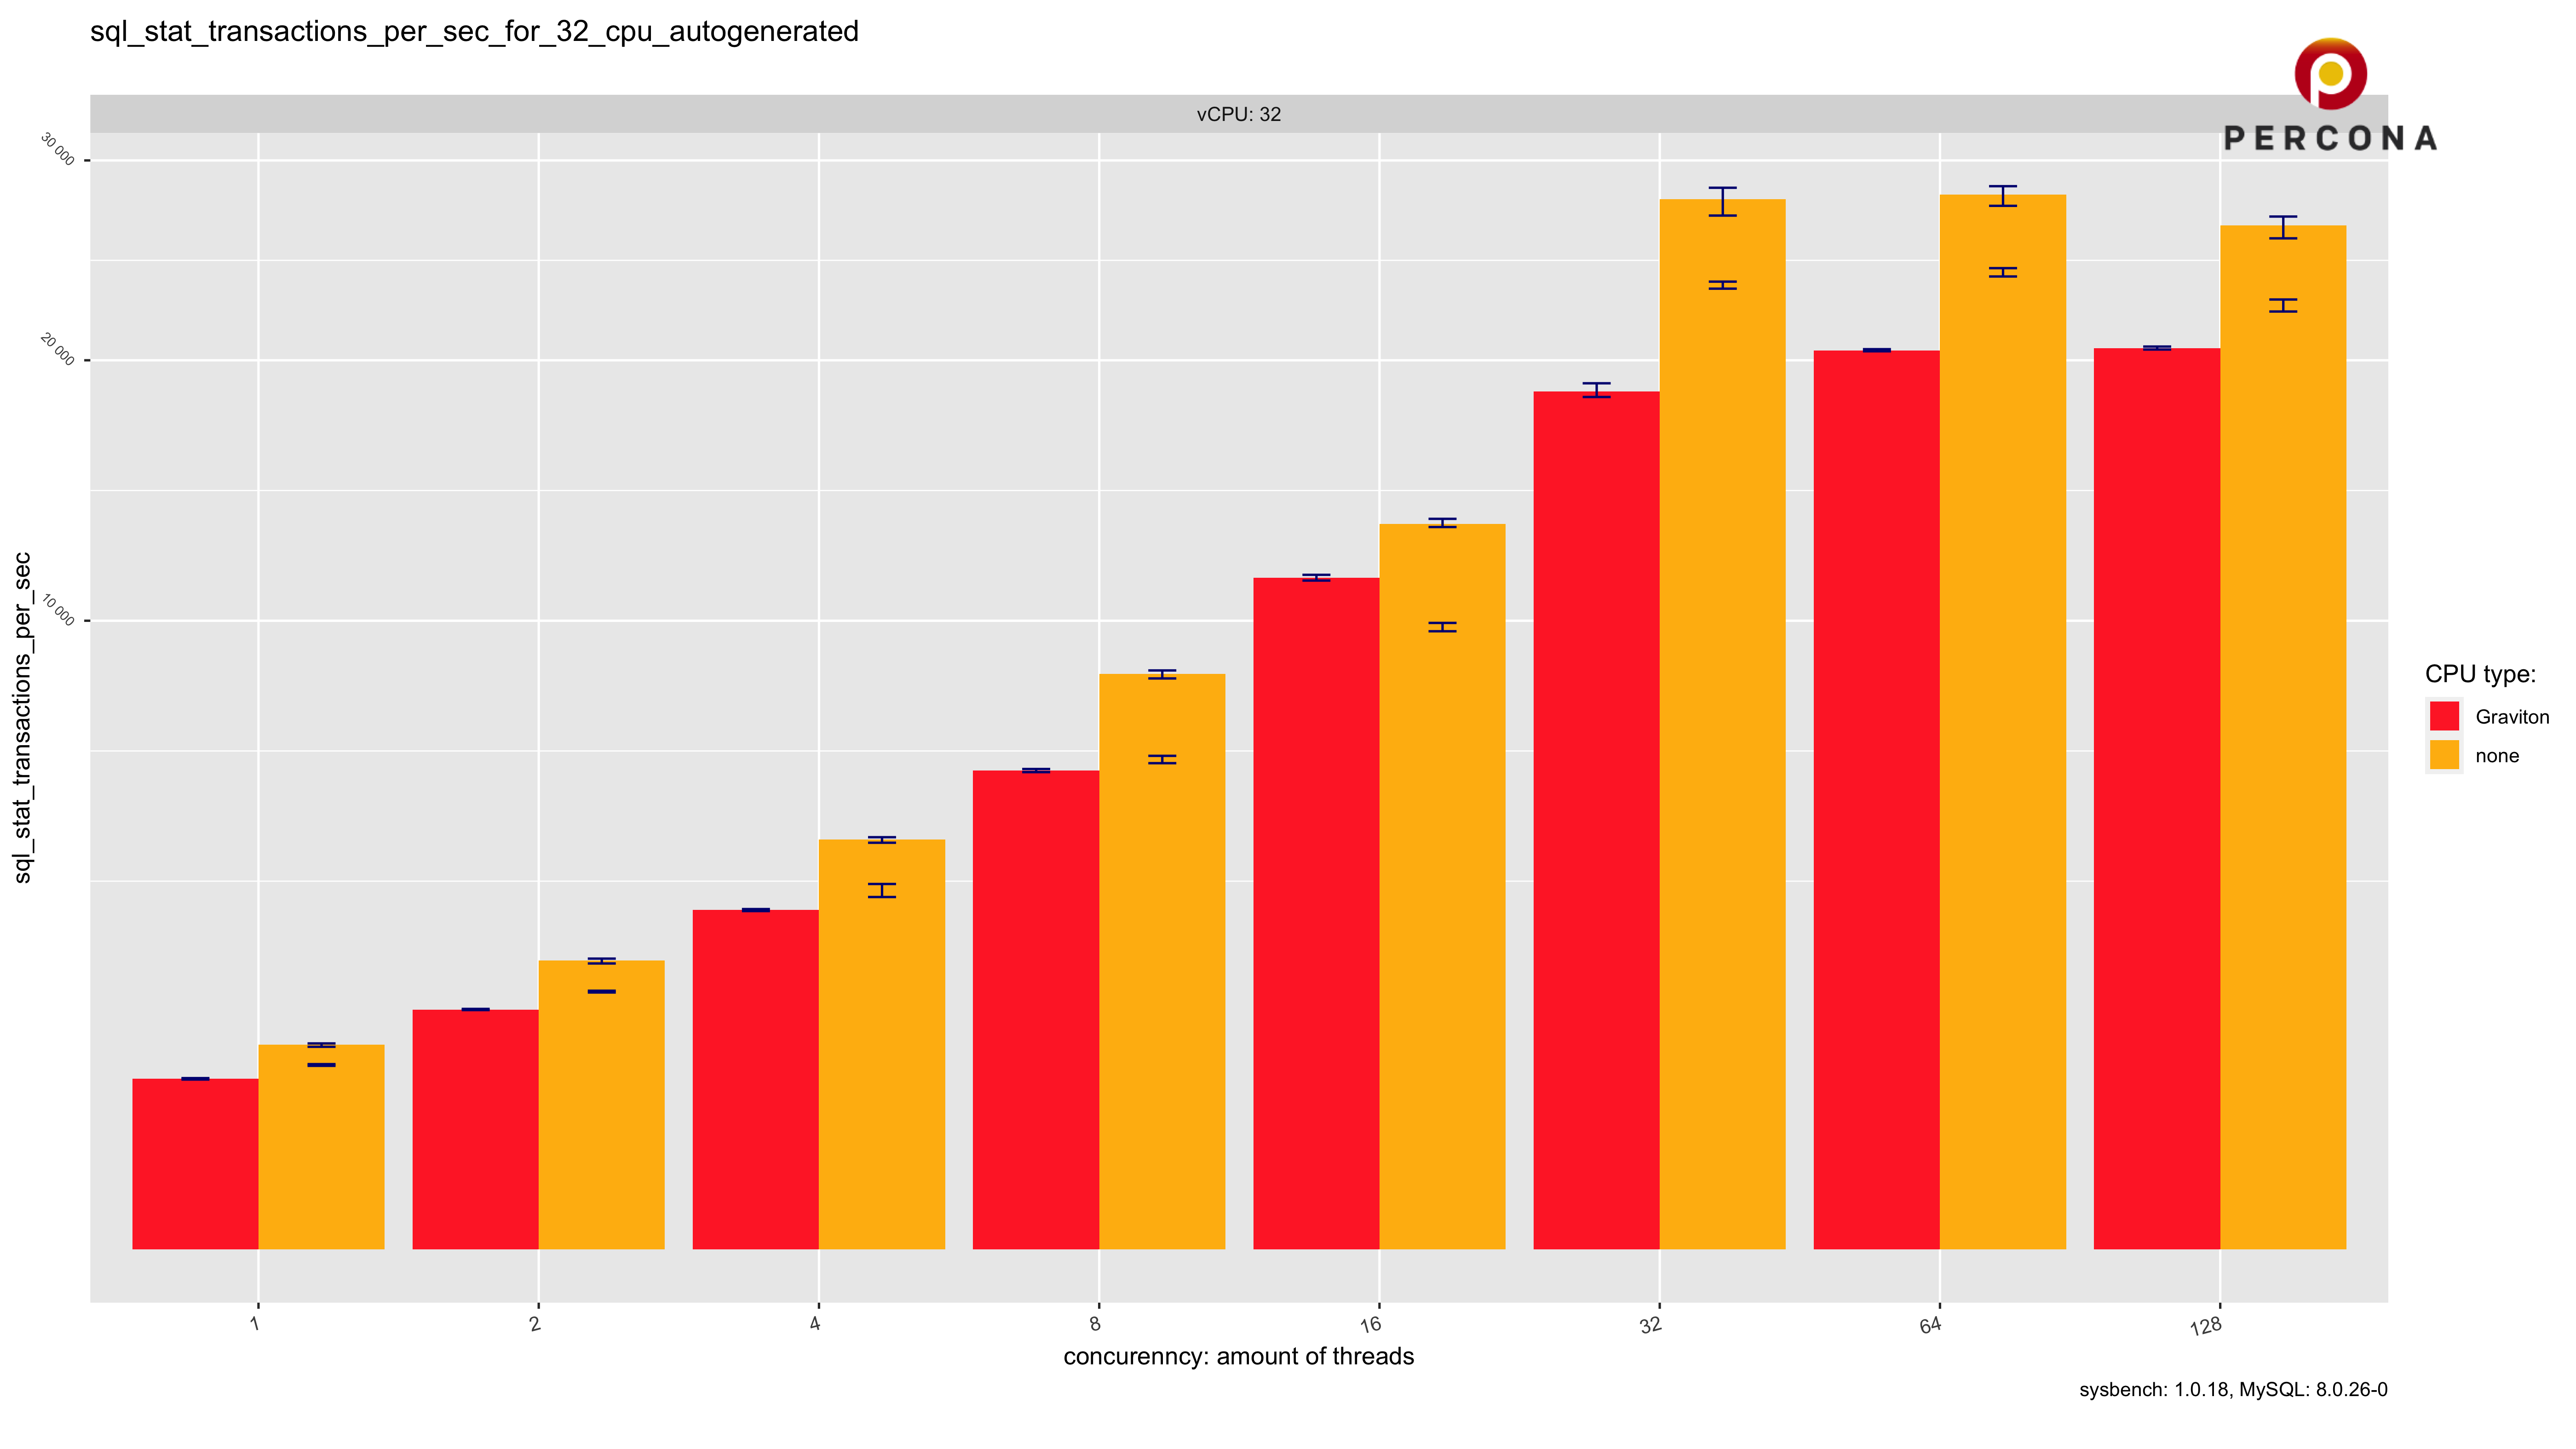 sql_stat_transactions_per_sec_for_32_cpu_autogenerated
PERCONA
vCPU: 32
30 000
20 000
10 000
sql_stat_transactions_per_sec
CPU type:
Graviton
none
1 2 4 8 16 32 64 128
concurenncy: amount of threads
sysbench: 1.0.18, MySQL: 8.0.26-0